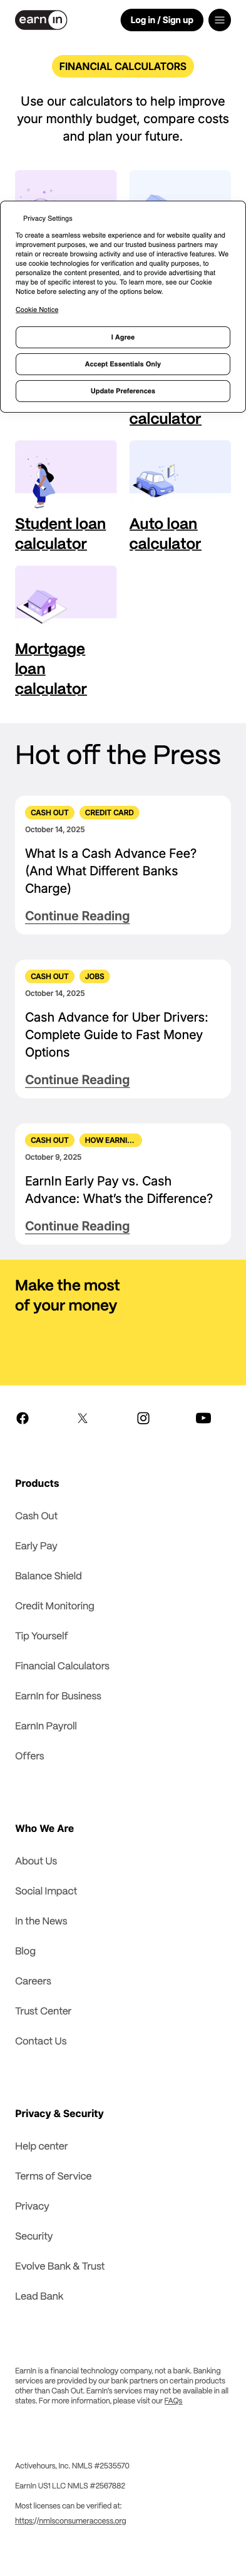 earnin
Log in / Sign up
FINANCIAL CALCULATORS
Use our calculators to help improve
your monthly budget, compare costs
and plan your future.
Privacy Settings
To create a seamless website experience and for website quality and
improvement purposes, we and our trusted business partners may
retain or recreate browsing activity and use of interactive elements. We
use cookie technologies for verification and quality purposes, to
personalize the content presented, and to provide advertising that
may be of specific interest to you. To learn more, see our Cookie
Notice before selecting any of the options below.
Cookie Notice
I Agree
Accept Essentials Only
Update Preferences
calculator
Student loan
calculator
Auto loan
calculator
Mortgage
loan
calculator
Hot off the Press
CASH OUT
CREDIT CARD
October 14, 2025
What Is a Cash Advance Fee?
(And What Different Banks
Charge)
Continue Reading
CASH OUT
JOBS
October 14, 2025
Cash Advance for Uber Drivers:
Complete Guide to Fast Money
Options
Continue Reading
CASH OUT
HOW EARNI...
October 9, 2025
EarnIn Early Pay vs. Cash
Advance: What's the Difference?
Continue Reading
Make the most
of your money
Products
Cash Out
Early Pay
Balance Shield
Credit Monitoring
Tip Yourself
Financial Calculators
EarnIn for Business
EarnIn Payroll
Offers
Who We Are
About Us
Social Impact
In the News
Blog
Careers
Trust Center
Contact Us
Privacy & Security
Help center
Terms of Service
Privacy
Security
Evolve Bank & Trust
Lead Bank
EarnIn is a financial technology company, not a bank. Banking
services are provided by our bank partners on certain products
other than Cash Out. EarnIn's services may not be available in all
states. For more information, please visit our FAQs
Activehours, Inc. NMLS #2535570
EarnIn US1 LLC NMLS #2567882
Most licenses can be verified at:
https://nmlsconsumeraccess.org